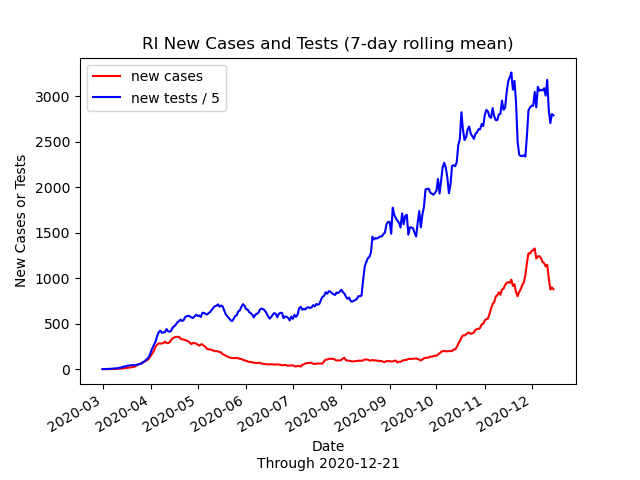 RI New Cases and Tests (7-day rolling mean)
new cases
new tests / 5
New Cases or Tests
3000
2500
2000
1500
1000
500
0
2020-03
2020-04
2020-05
2020-06
2020-07
2020-08
2020-09
2020-10
2020-11
2020-12
Date
Through 2020-12-21